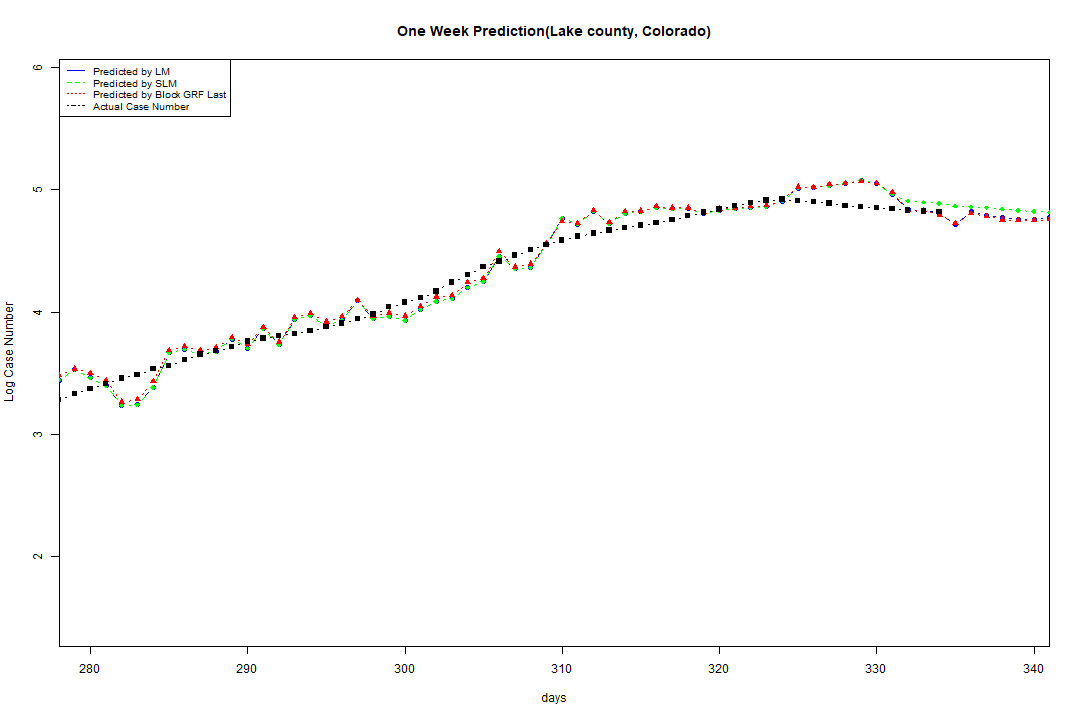 One Week Prediction(Lake county, Colorado)
Predicted by LM
Predicted by SLM
Predicted by Block GRF Last
Actual Case Number
6
5
4
3
2
Log Case Number
280 290 300 310 320 330 340
days